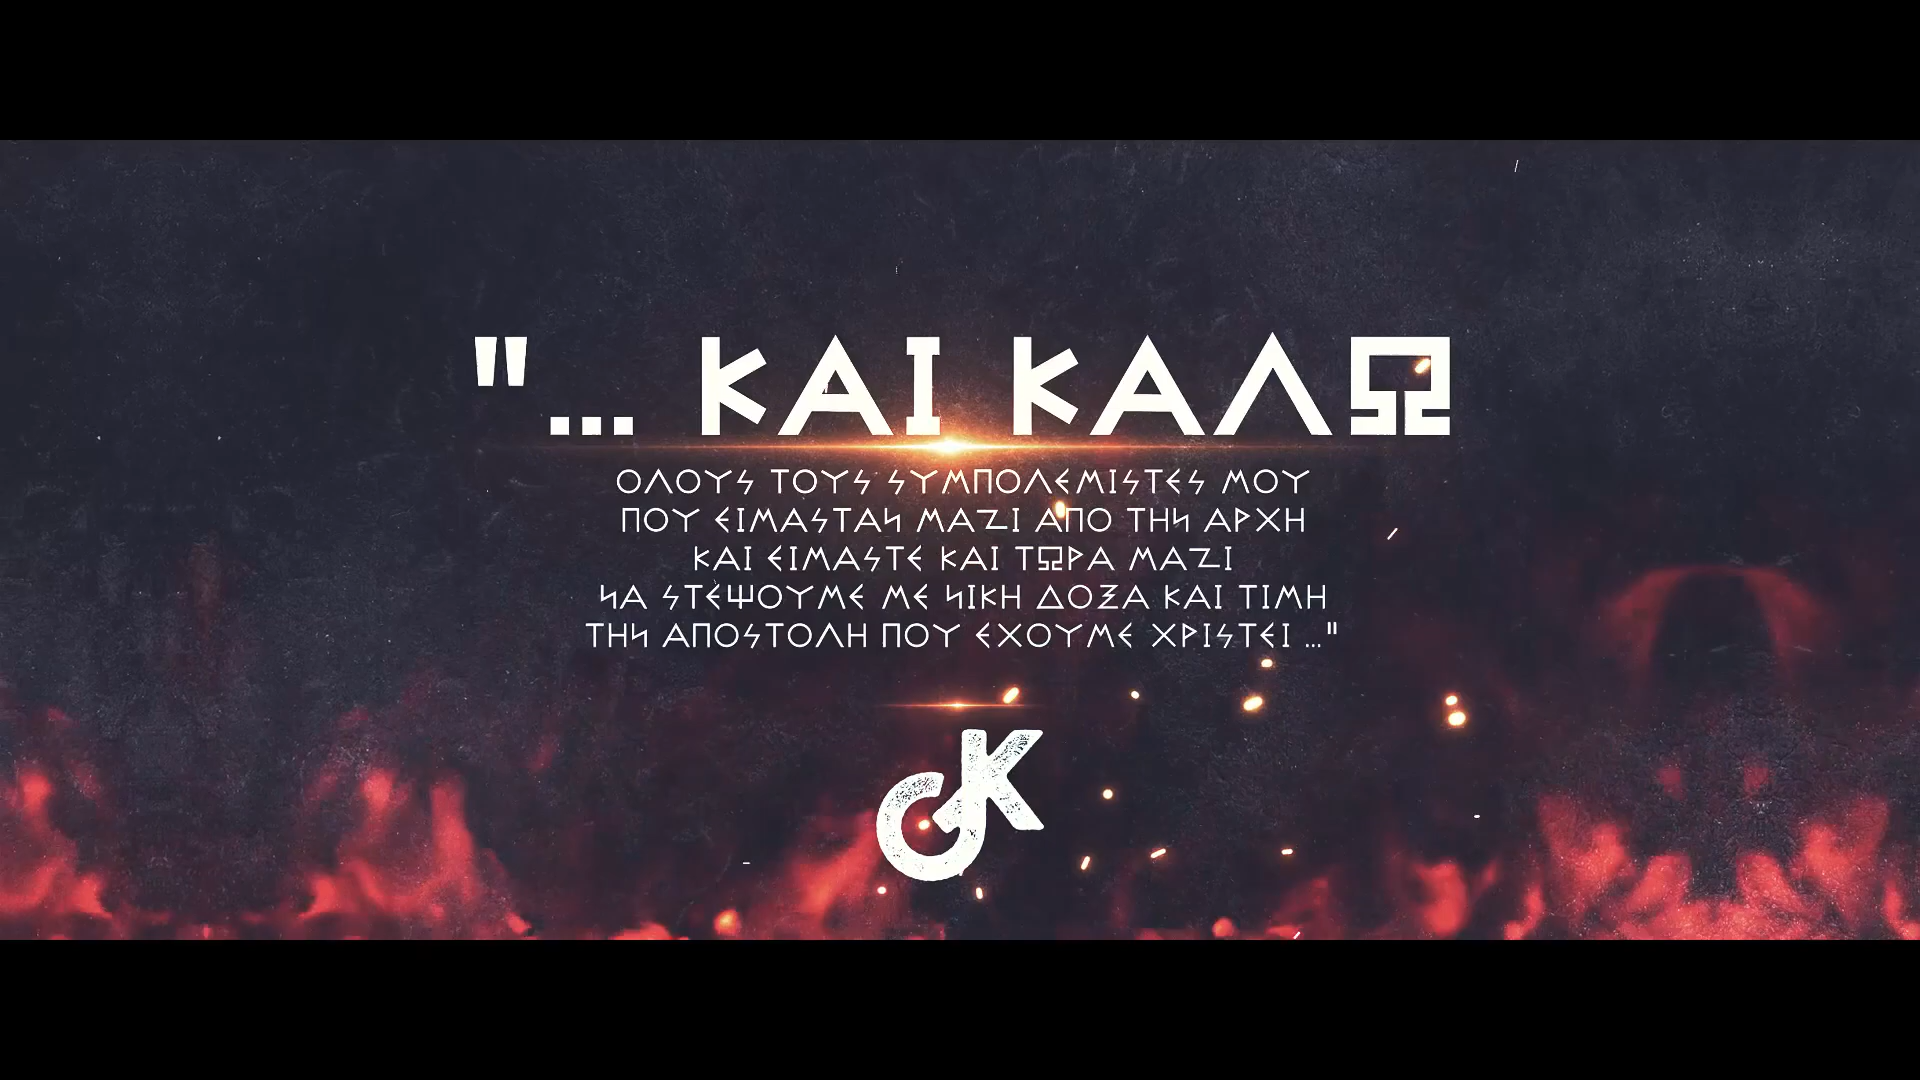 "... ΚΑΙ ΚΑΛΩ
ΟΛΟΥΣ ΤΟΥΣ ΣΥΜΠΟΛΕΜΙΣΤΕΣ ΜΟΥ
ΠΟΥ ΕΙΜΑΣΤΑΝ ΜΑΖΙ ΑΠΟ ΤΗΝ ΑΡΧΗ
ΚΑΙ ΕΙΜΑΣΤΕ ΚΑΙ ΤΩΡΑ ΜΑΖΙ
ΝΑ ΣΤΕΨΟΥΜΕ ΜΕ ΝΙΚΗ ΔΟΞΑ ΚΑΙ ΤΙΜΗ
ΤΗΝ ΑΠΟΣΤΟΛΗ ΠΟΥ ΕΧΟΥΜΕ ΧΡΙΣΤΕΙ ..."
GK